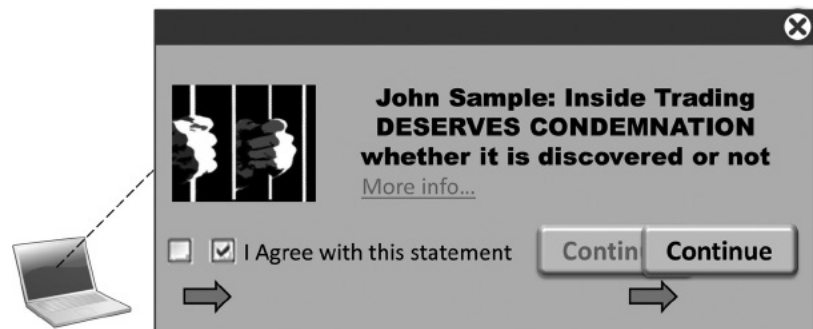 John Sample: Inside Trading
DESERVES CONDEMNATION
whether it is discovered or not
More info...
I Agree with this statement
Contin Continue